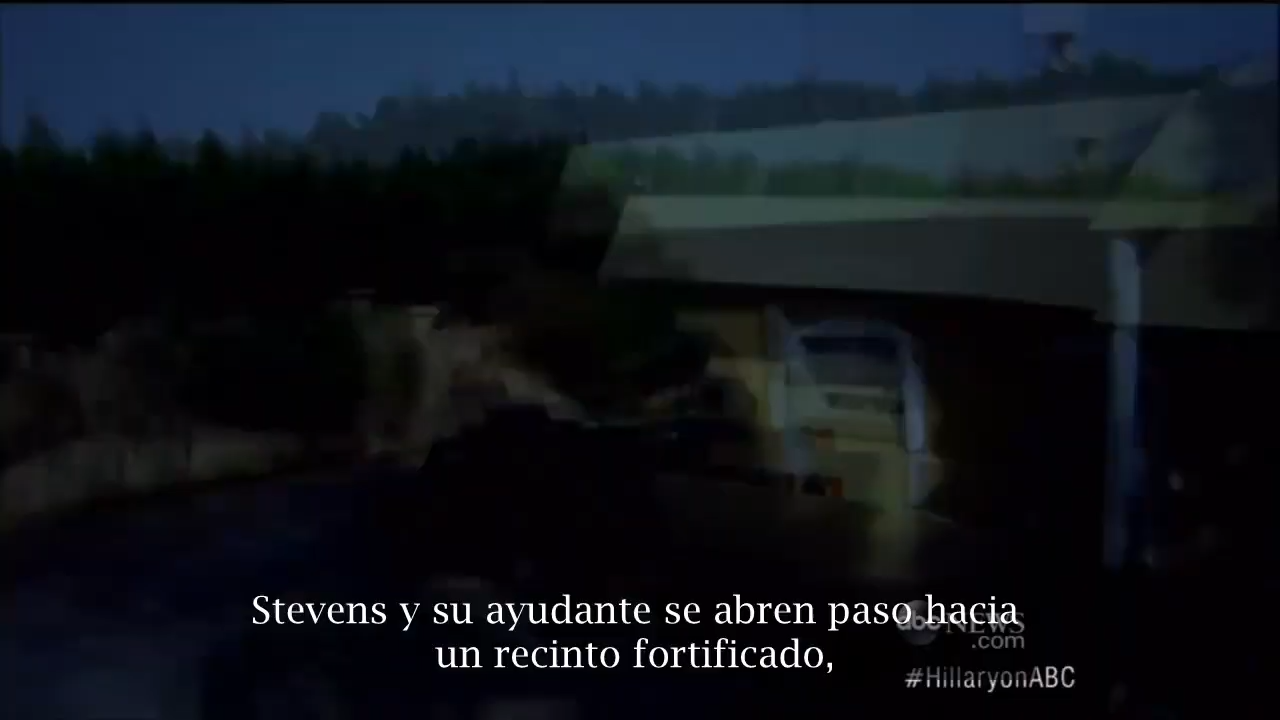 Stevens y su ayudante se abren paso hacia
un recinto fortificado,
abc NEWS
.com
#HillaryonABC